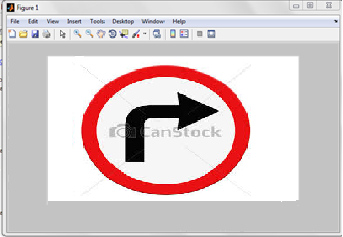 Figure 1
File Edit View Insert Tools Desktop Window Help
CanStock